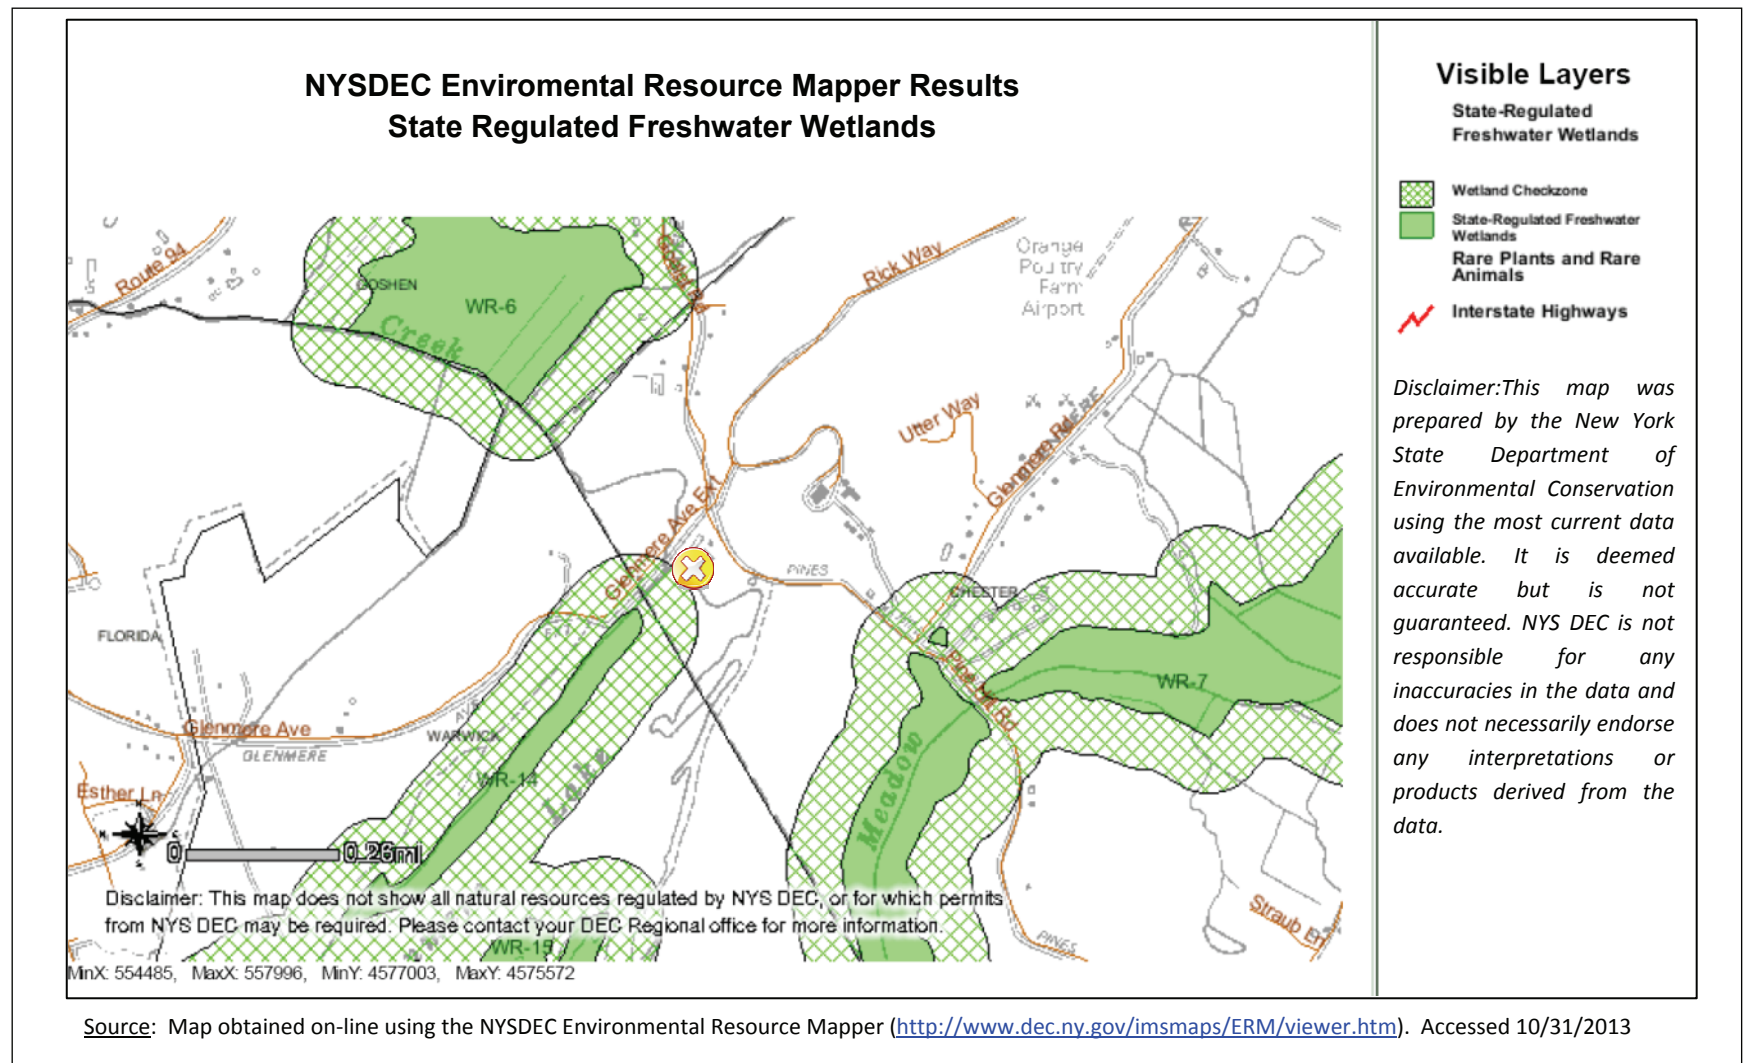 NYSDEC Enviromental Resource Mapper Results
State Regulated Freshwater Wetlands
Route 94
GOSHEN
WR-6
Creek
Rick Way
Orange
Poultry
Farm
Airport
Utter Way
Glenmere Rd
Glenmere Ave Ext
PINES
CHESTER
FLORIDA
EXT
Pine Hill Rd
WR-7
Glenmere Ave
GLENMERE
AVE
WARWICK
WR-14
Lake
Meadow
Esther Ln
0 0.26mi
Straub Ln
PINES
WR-15
Disclaimer: This map does not show all natural resources regulated by NYS DEC, or for which permits
from NYS DEC may be required. Please contact your DEC Regional office for more information.
MinX: 554485, MaxX: 557996, MinY: 4577003, MaxY: 4575572
Visible Layers
State-Regulated
Freshwater Wetlands
Wetland Checkzone
State-Regulated Freshwater
Wetlands
Rare Plants and Rare
Animals
Interstate Highways
Disclaimer:This map was
prepared by the New York
State Department of
Environmental Conservation
using the most current data
available. It is deemed
accurate but is not
guaranteed. NYS DEC is not
responsible for any
inaccuracies in the data and
does not necessarily endorse
any interpretations or
products derived from the
data.
Source: Map obtained on-line using the NYSDEC Environmental Resource Mapper (http://www.dec.ny.gov/imsmaps/ERM/viewer.htm). Accessed 10/31/2013